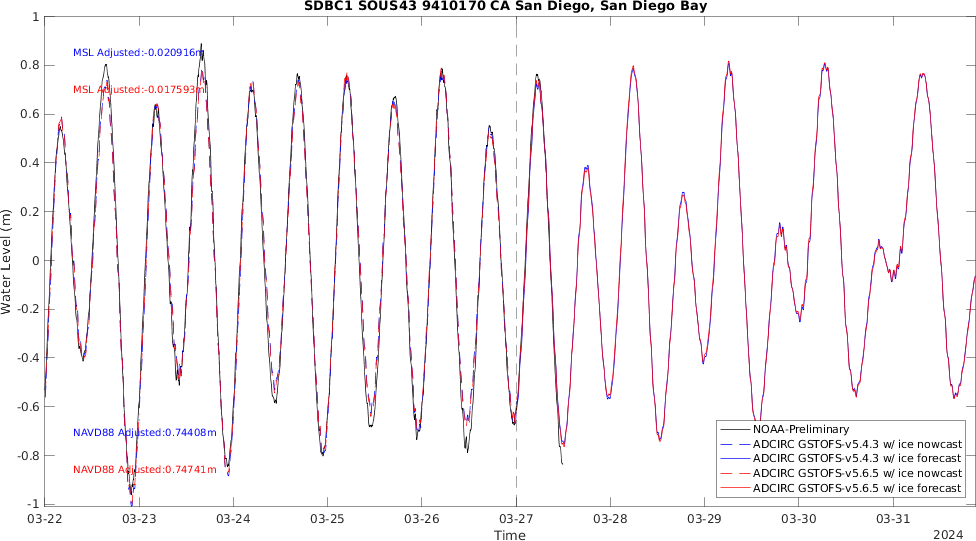 SDBC1 SOUS43 9410170 CA San Diego, San Diego Bay
1
0.8
0.6
0.4
0.2
0
-0.2
-0.4
-0.6
-0.8
-1
Water Level (m)
MSL Adjusted:-0.020916m
MSL Adjusted:-0.017593m
NAVD88 Adjusted:0.74408m
NAVD88 Adjusted:0.74741m
NOAA-Preliminary
ADCIRC GSTOFS-v5.4.3 w/ ice nowcast
ADCIRC GSTOFS-v5.4.3 w/ ice forecast
ADCIRC GSTOFS-v5.6.5 w/ ice nowcast
ADCIRC GSTOFS-v5.6.5 w/ ice forecast
03-22 03-23 03-24 03-25 03-26 03-27 03-28 03-29 03-30 03-31
Time
2024